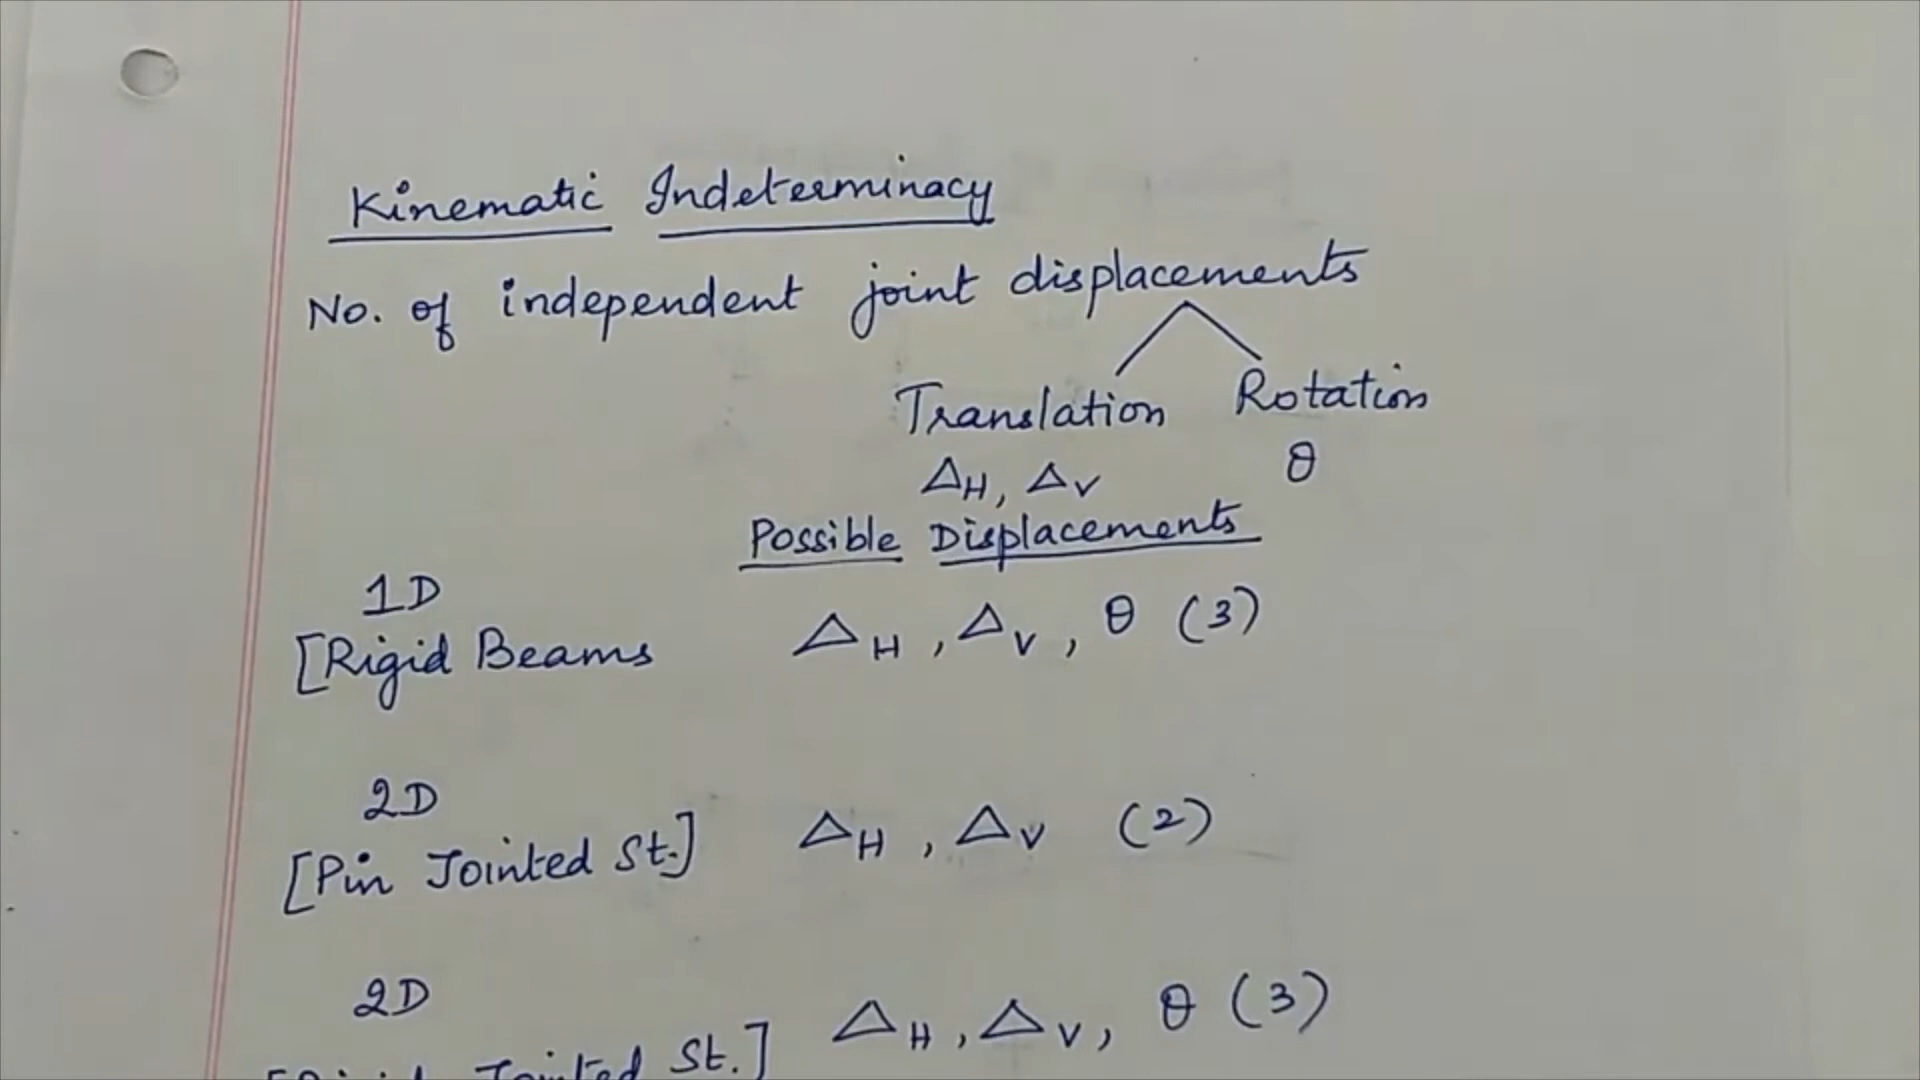 Kinematic Indeterminacy
No. of independent joint displacements
Translation Rotation
ΔH, ΔV θ
Possible Displacements
1D
[Rigid Beams ΔH, ΔV, θ (3)
2D
[Pin Jointed St.] ΔH, ΔV (2)
2D
Jointed St.] ΔH, ΔV, θ (3)